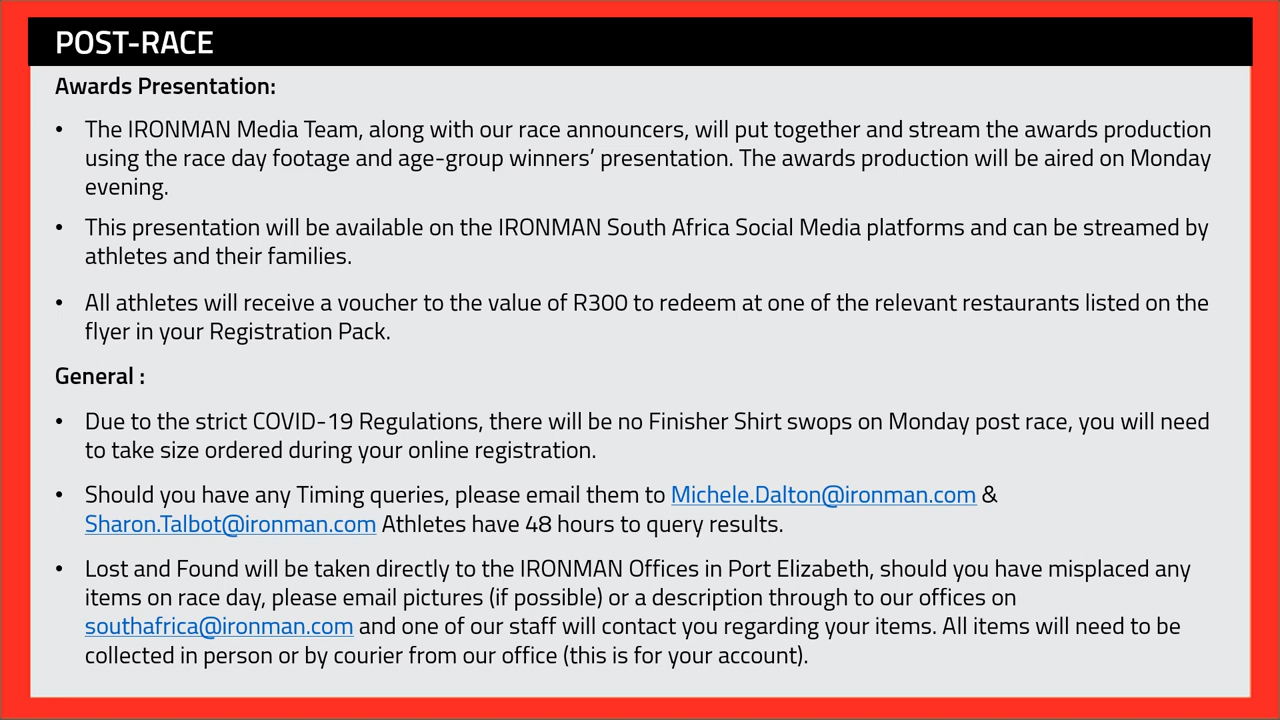 POST-RACE
Awards Presentation:
• The IRONMAN Media Team, along with our race announcers, will put together and stream the awards production
using the race day footage and age-group winners’ presentation. The awards production will be aired on Monday
evening.
• This presentation will be available on the IRONMAN South Africa Social Media platforms and can be streamed by
athletes and their families.
• All athletes will receive a voucher to the value of R300 to redeem at one of the relevant restaurants listed on the
flyer in your Registration Pack.
General :
• Due to the strict COVID-19 Regulations, there will be no Finisher Shirt swops on Monday post race, you will need
to take size ordered during your online registration.
• Should you have any Timing queries, please email them to Michele.Dalton@ironman.com &
Sharon.Talbot@ironman.com Athletes have 48 hours to query results.
• Lost and Found will be taken directly to the IRONMAN Offices in Port Elizabeth, should you have misplaced any
items on race day, please email pictures (if possible) or a description through to our offices on
southafrica@ironman.com and one of our staff will contact you regarding your items. All items will need to be
collected in person or by courier from our office (this is for your account).